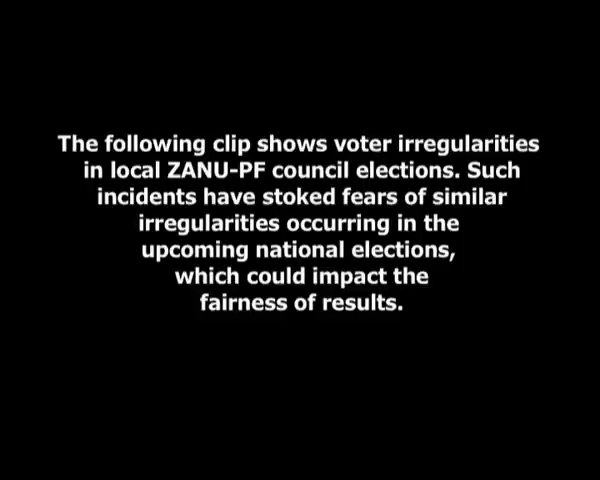 The following clip shows voter irregularities
in local ZANU-PF council elections. Such
incidents have stoked fears of similar
irregularities occurring in the
upcoming national elections,
which could impact the
fairness of results.